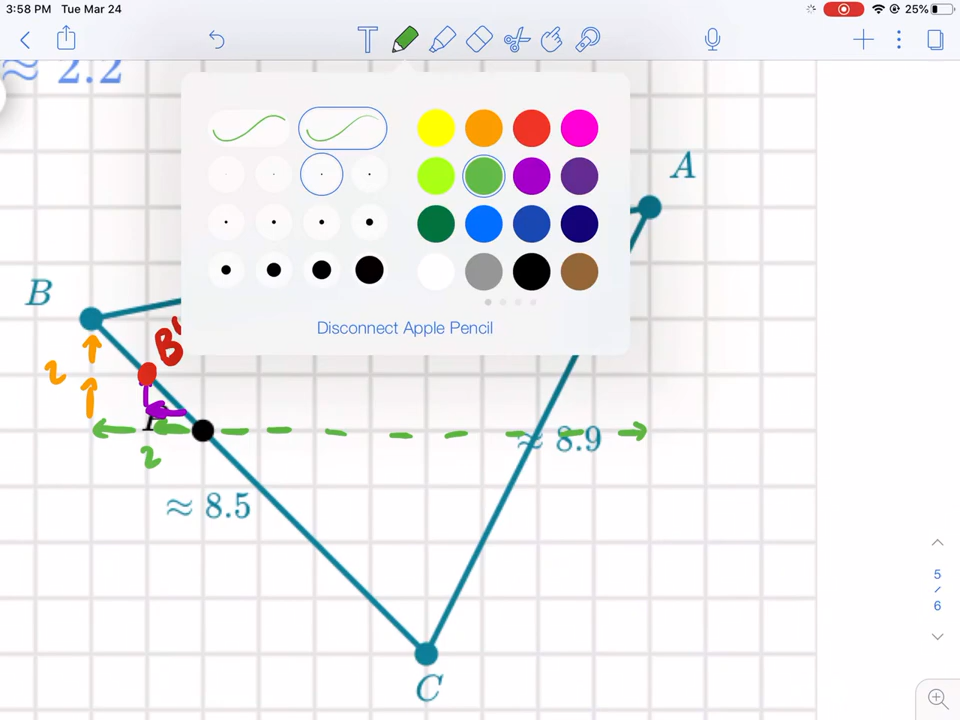 3:58 PM Tue Mar 24
25%
T
≈ 2.2
A
B
Disconnect Apple Pencil
B'
2
P
≈ 8.9
2
≈ 8.5
5
/
6
C